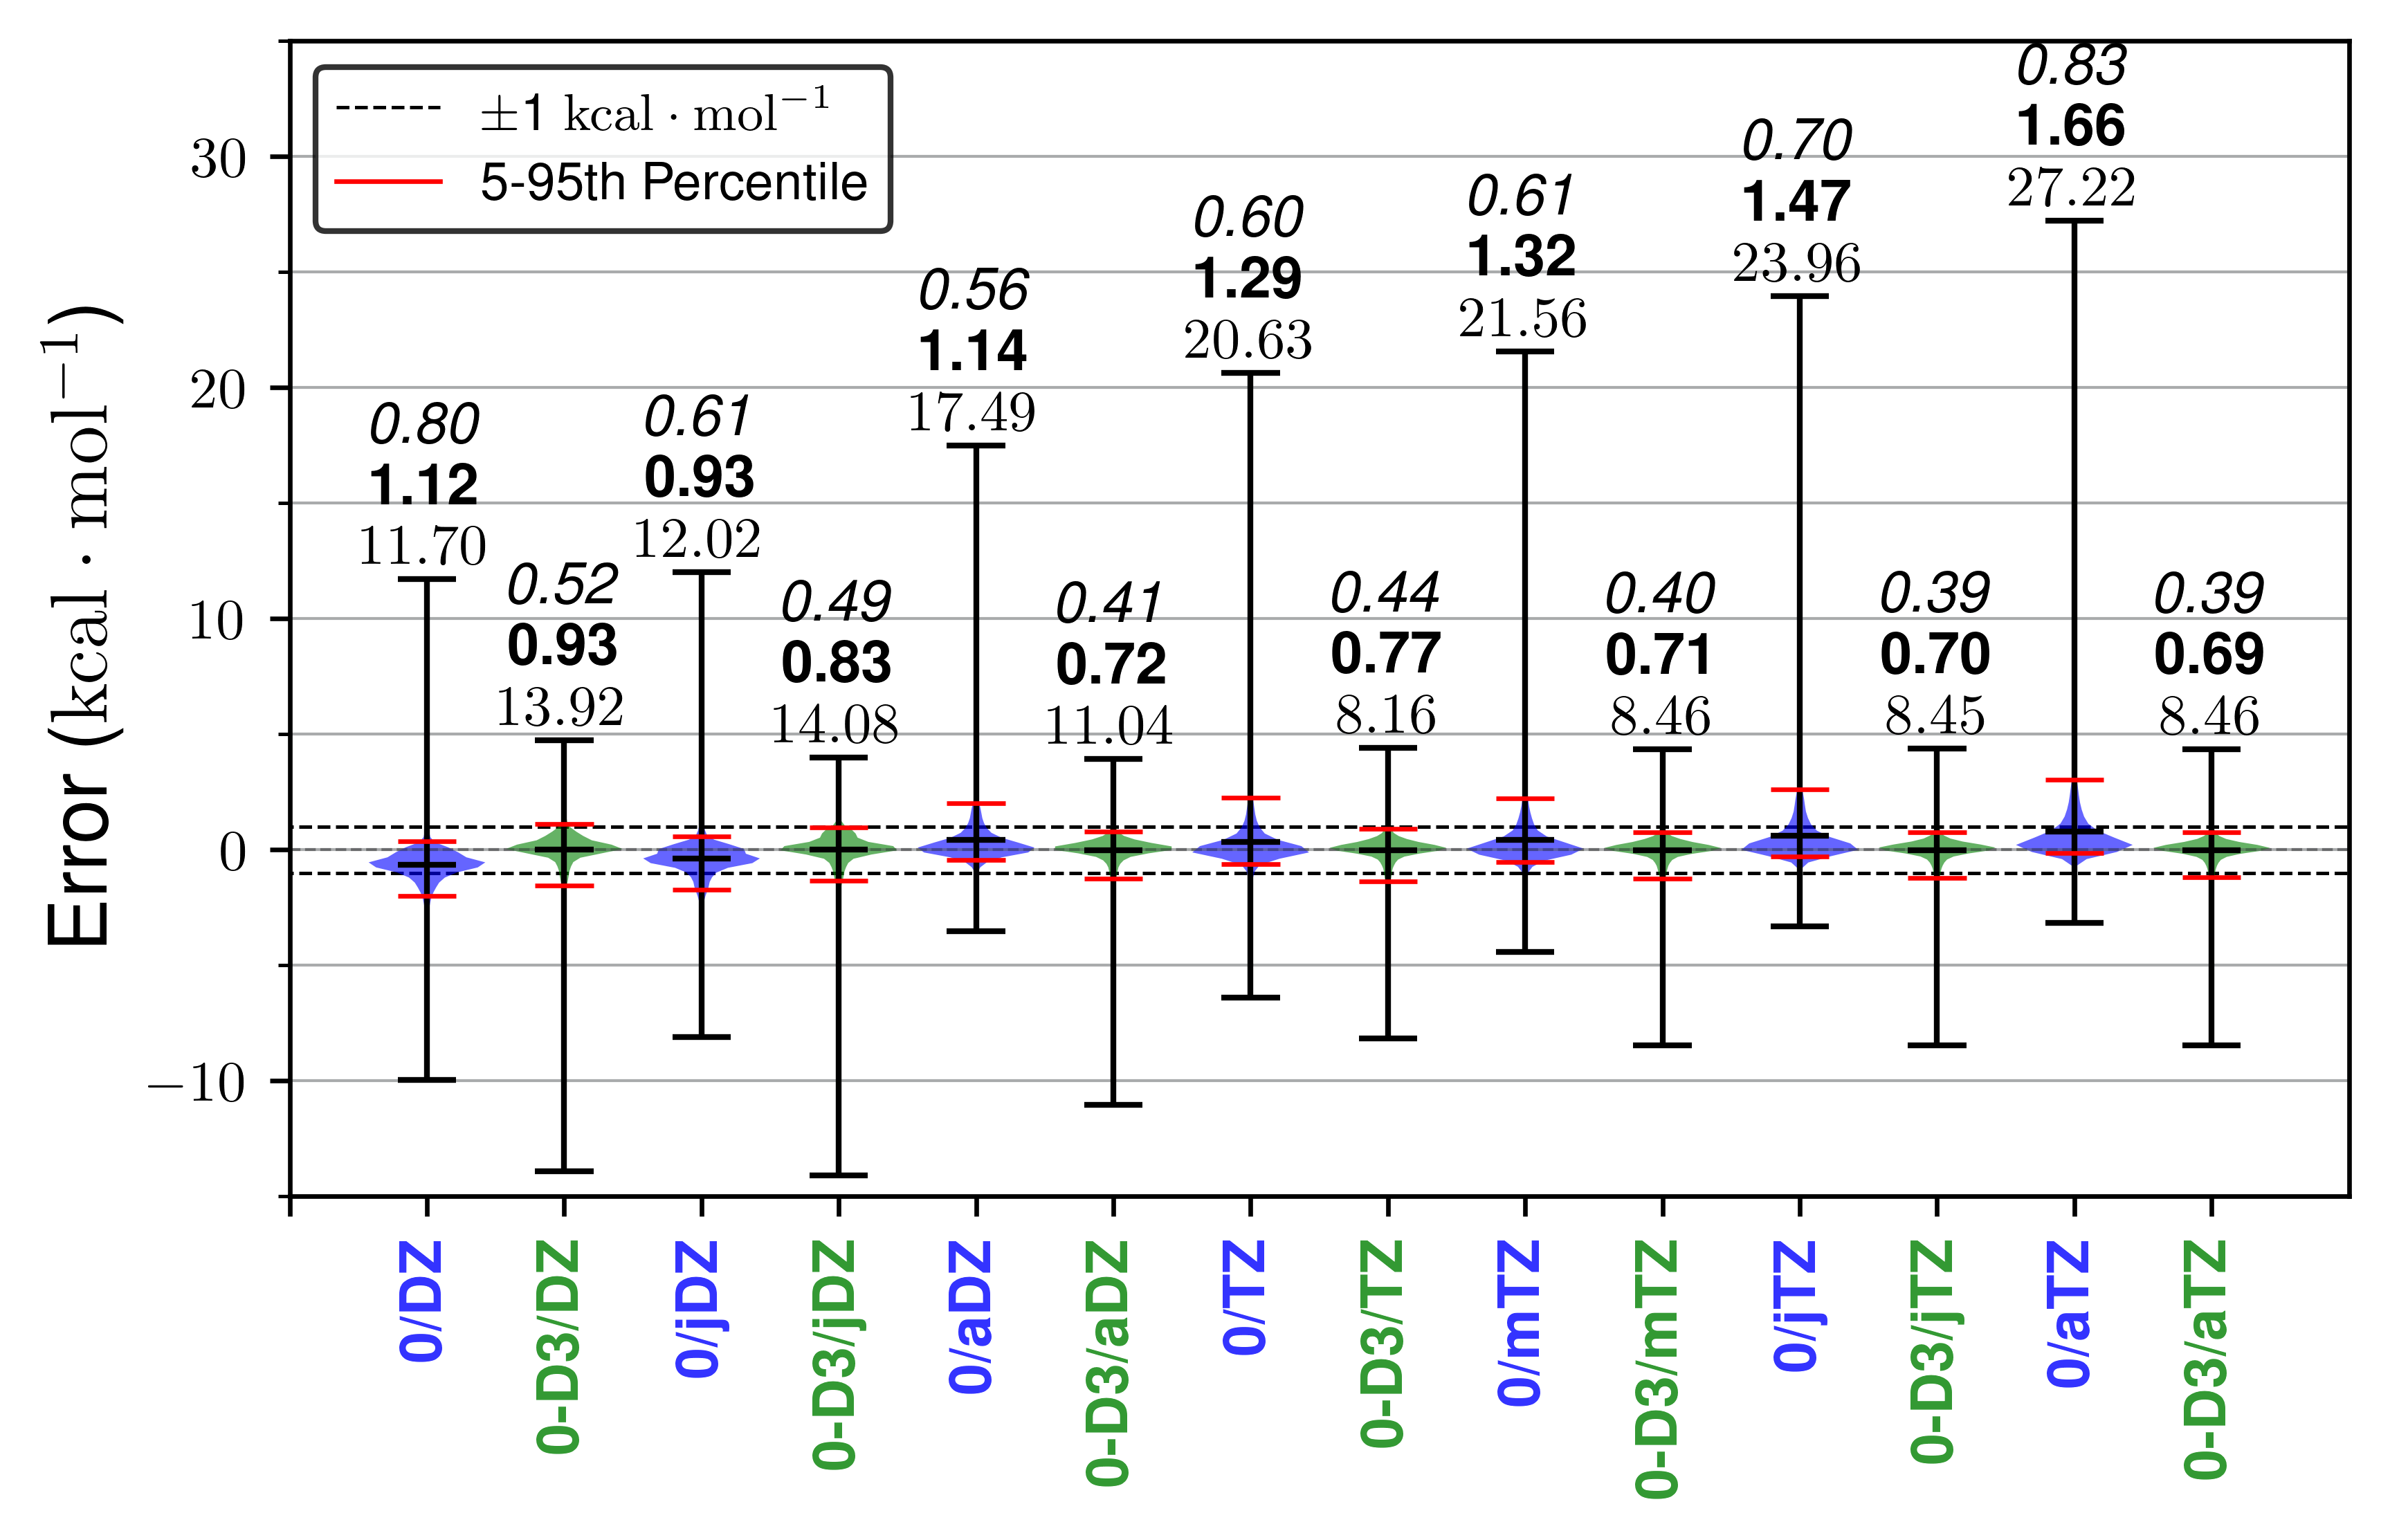 ±1 kcal · mol⁻¹
5-95th Percentile
Error (kcal · mol⁻¹)
30
20
10
0
−10
0.80
1.12
11.70
0.52
0.93
13.92
0.61
0.93
12.02
0.49
0.83
14.08
0.56
1.14
17.49
0.41
0.72
11.04
0.60
1.29
20.63
0.44
0.77
8.16
0.61
1.32
21.56
0.40
0.71
8.46
0.70
1.47
23.96
0.39
0.70
8.45
0.83
1.66
27.22
0.39
0.69
8.46
0/DZ
0-D3/DZ
0/jDZ
0-D3/jDZ
0/aDZ
0-D3/aDZ
0/TZ
0-D3/TZ
0/mTZ
0-D3/mTZ
0/jTZ
0-D3/jTZ
0/aTZ
0-D3/aTZ